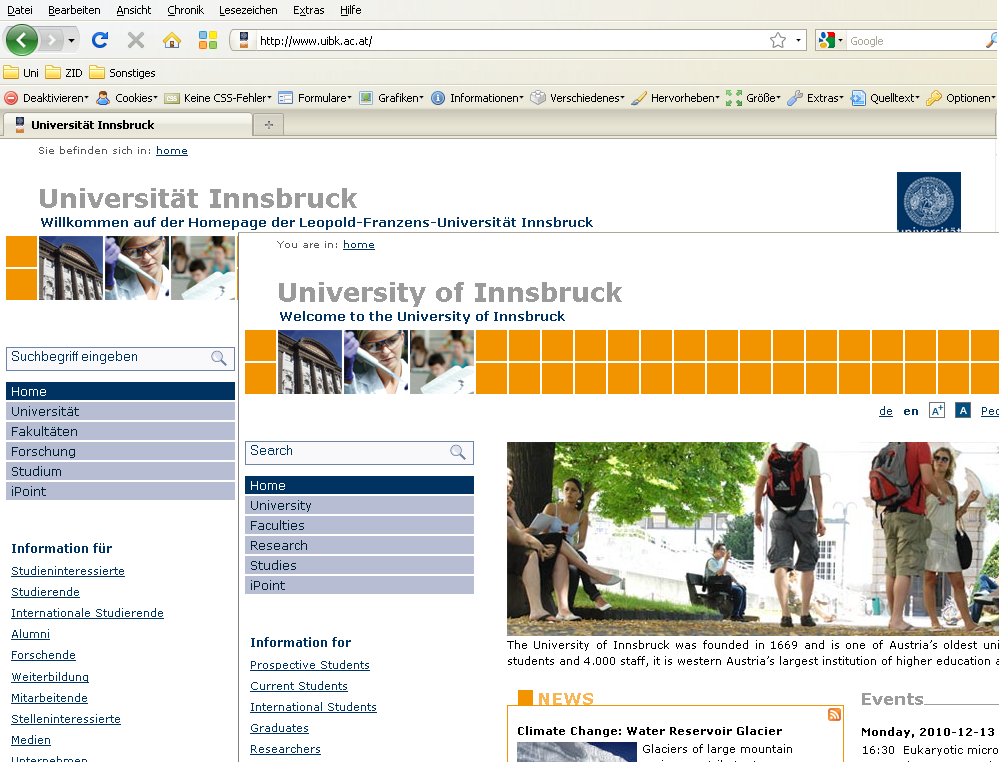 Datei Bearbeiten Ansicht Chronik Lesezeichen Extras Hilfe
http://www.uibk.ac.at/ Google
Uni ZID Sonstiges
Deaktivieren Cookies Keine CSS-Fehler Formulare Grafiken Informationen Verschiedenes Hervorheben Größe Extras Quelltext Optionen
Universität Innsbruck
Sie befinden sich in: home
Universität Innsbruck
Willkommen auf der Homepage der Leopold-Franzens-Universität Innsbruck
universität
Suchbegriff eingeben
Home
Universität
Fakultäten
Forschung
Studium
iPoint
Information für
Studieninteressierte
Studierende
Internationale Studierende
Alumni
Forschende
Weiterbildung
Mitarbeitende
Stelleninteressierte
Medien
Unternehmen
You are in: home
University of Innsbruck
Welcome to the University of Innsbruck
de en A+ A Peo
Search
Home
University
Faculties
Research
Studies
iPoint
Information for
Prospective Students
Current Students
International Students
Graduates
Researchers
The University of Innsbruck was founded in 1669 and is one of Austria's oldest uni
students and 4.000 staff, it is western Austria's largest institution of higher education a
NEWS
Climate Change: Water Reservoir Glacier
Glaciers of large mountain
Events
Monday, 2010-12-13
16:30 Eukaryotic micro